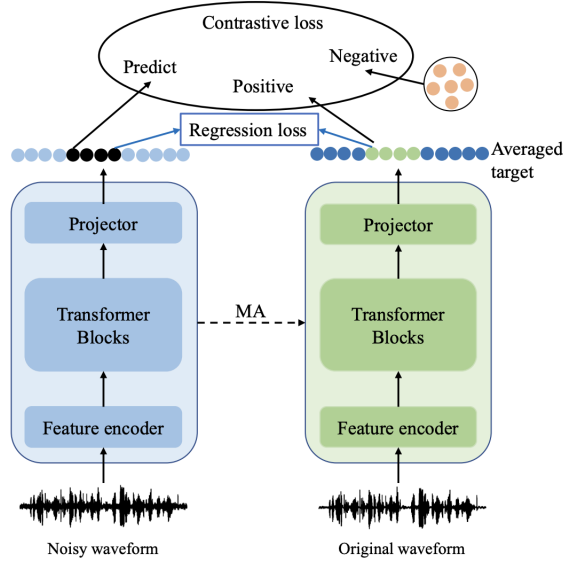 Contrastive loss
Negative
Predict
Positive
Regression loss
Averaged
target
Projector
Projector
Transformer
Blocks
MA
Transformer
Blocks
Feature encoder
Feature encoder
Noisy waveform
Original waveform